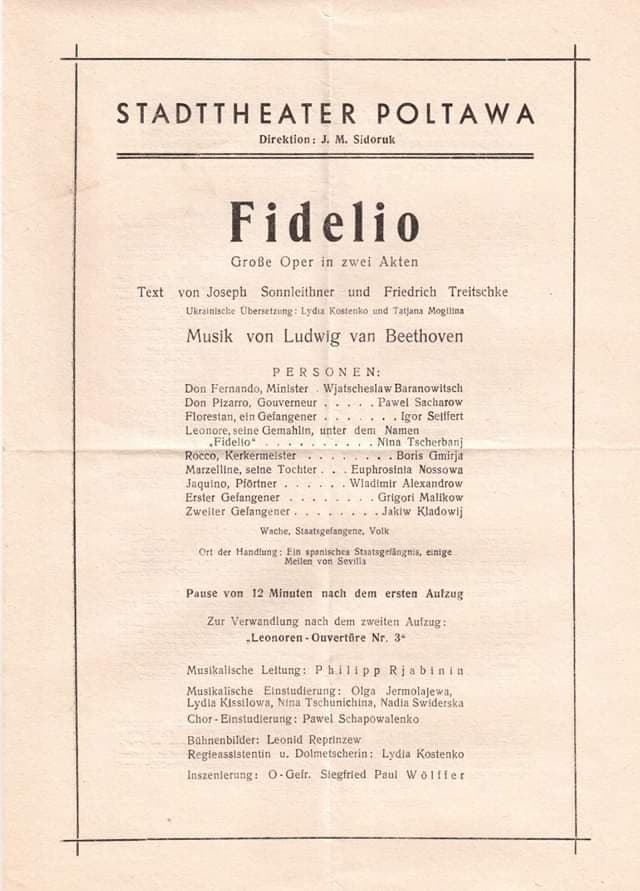 STADTTHEATER POLTAWA
Direktion: J. M. Sidoruk
Fidelio
Große Oper in zwei Akten
Text von Joseph Sonnleithner und Friedrich Treitschke
Ukrainische Übersetzung: Lydia Kostenko und Tatjana Mogilina
Musik von Ludwig van Beethoven
PERSONEN:
Don Fernando, Minister . Wjatscheslaw Baranowitsch
Don Pizarro, Gouverneur . . . . . Pawel Sacharow
Florestan, ein Gefangener . . . . . . . Igor Seiffert
Leonore, seine Gemahlin, unter dem Namen
„Fidelio“ . . . . . . . . . . Nina Tscherbanj
Rocco, Kerkermeister . . . . . . . . Boris Gmirja
Marzelline, seine Tochter . . . Euphrosinia Nossowa
Jaquino, Pförtner . . . . . . Wladimir Alexandrow
Erster Gefangener . . . . . . . . Grigori Malikow
Zweiter Gefangener . . . . . . . . Jakiw Kladowij
Wache, Staatsgefangene, Volk
Ort der Handlung: Ein spanisches Staatsgefängnis, einige
Meilen von Sevilla
Pause von 12 Minuten nach dem ersten Aufzug
Zur Verwandlung nach dem zweiten Aufzug:
„Leonoren-Ouvertüre Nr. 3“
Musikalische Leitung: Philipp Rjabinin
Musikalische Einstudierung: Olga Jermolajewa,
Lydia Kissilowa, Nina Tschunichina, Nadia Swiderska
Chor-Einstudierung: Pawel Schapowalenko
Bühnenbilder: Leonid Reprinzew
Regieassistentin u. Dolmetscherin: Lydia Kostenko
Inszenierung: O-Gefr. Siegfried Paul Wölffer